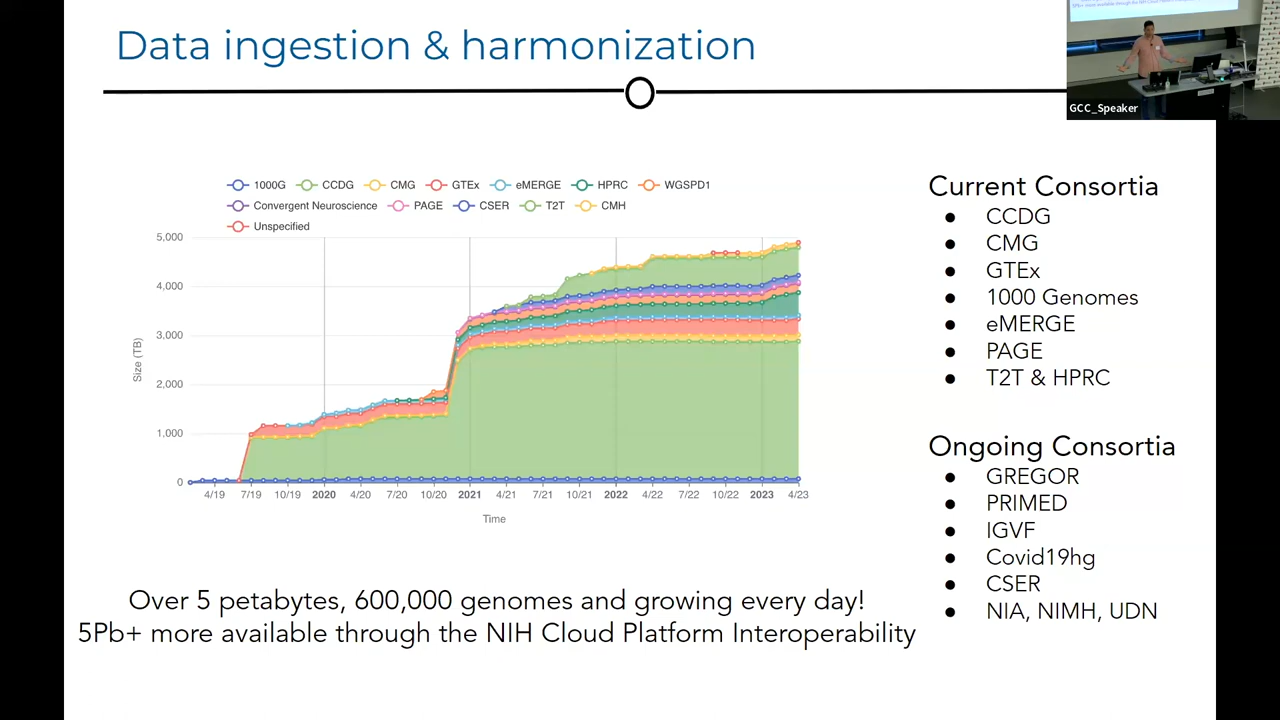 Data ingestion & harmonization
GCC_Speaker
1000G CCDG CMG GTEx eMERGE HPRC WGSPD1
Convergent Neuroscience PAGE CSER T2T CMH
Unspecified
5,000
4,000
3,000
2,000
1,000
0
Size (TB)
4/19 7/19 10/19 2020 4/20 7/20 10/20 2021 4/21 7/21 10/21 2022 4/22 7/22 10/22 2023 4/23
Time
Over 5 petabytes, 600,000 genomes and growing every day!
5Pb+ more available through the NIH Cloud Platform Interoperability
Current Consortia
● CCDG
● CMG
● GTEx
● 1000 Genomes
● eMERGE
● PAGE
● T2T & HPRC
Ongoing Consortia
● GREGOR
● PRIMED
● IGVF
● Covid19hg
● CSER
● NIA, NIMH, UDN